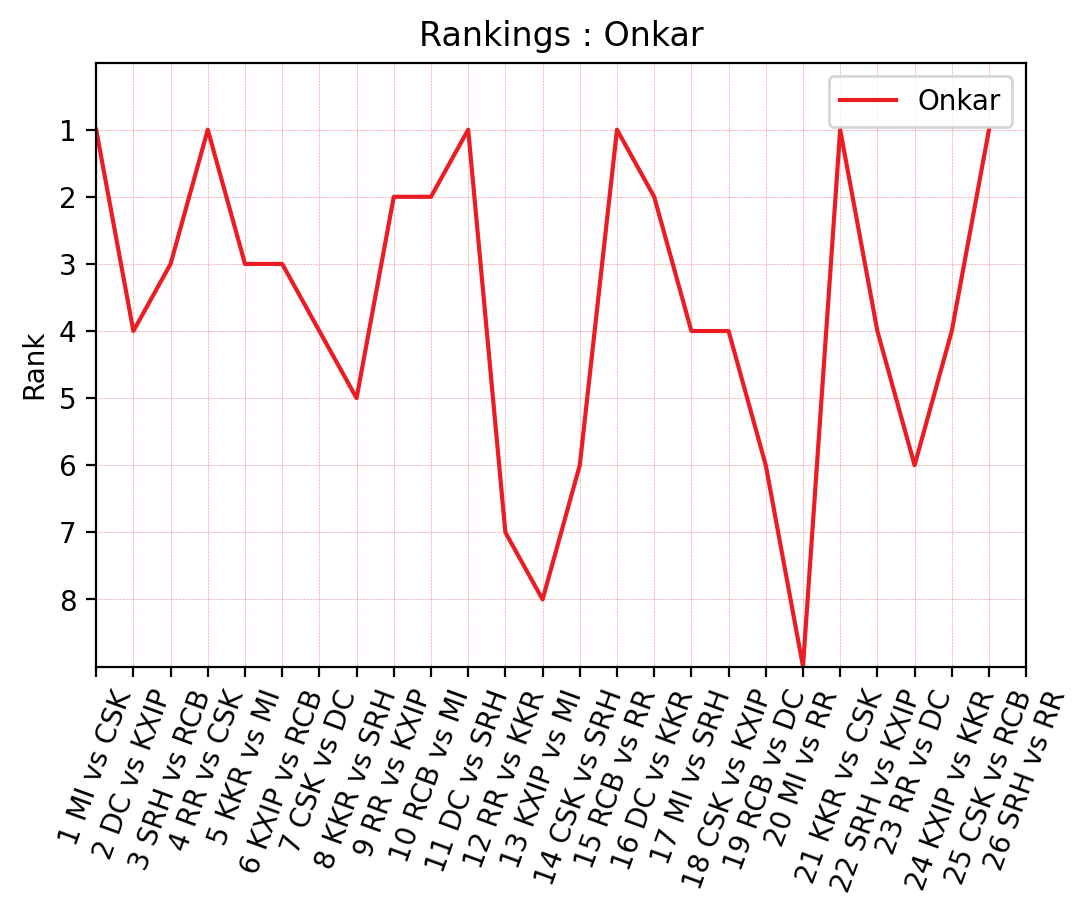 Rankings : Onkar
Onkar
Rank
1
2
3
4
5
6
7
8
1 MI vs CSK
2 DC vs KXIP
3 SRH vs RCB
4 RR vs CSK
5 KKR vs MI
6 KXIP vs RCB
7 CSK vs DC
8 KKR vs SRH
9 RR vs KXIP
10 RCB vs MI
11 DC vs SRH
12 RR vs KKR
13 KXIP vs MI
14 CSK vs SRH
15 RCB vs RR
16 DC vs KKR
17 MI vs SRH
18 CSK vs KXIP
19 RCB vs DC
20 MI vs RR
21 KKR vs CSK
22 SRH vs KXIP
23 RR vs DC
24 KXIP vs KKR
25 CSK vs RCB
26 SRH vs RR